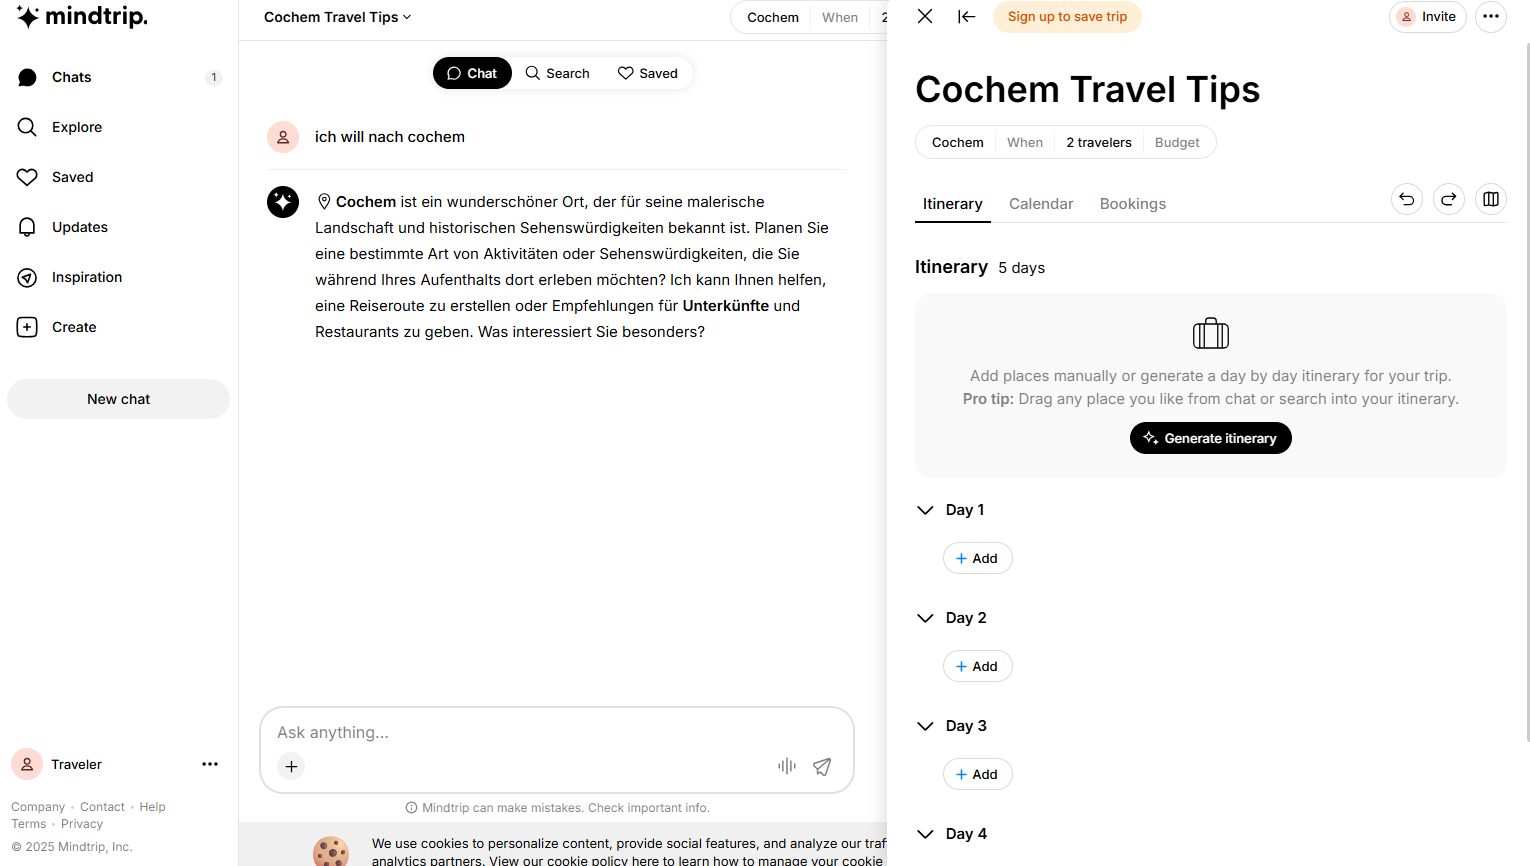 mindtrip.
Chats 1
Explore
Saved
Updates
Inspiration
Create
New chat
Traveler
Company • Contact • Help
Terms • Privacy
© 2025 Mindtrip, Inc.
Cochem Travel Tips
Cochem When 2
Chat Search Saved
ich will nach cochem
Cochem ist ein wunderschöner Ort, der für seine malerische
Landschaft und historischen Sehenswürdigkeiten bekannt ist. Planen Sie
eine bestimmte Art von Aktivitäten oder Sehenswürdigkeiten, die Sie
während Ihres Aufenthalts dort erleben möchten? Ich kann Ihnen helfen,
eine Reiseroute zu erstellen oder Empfehlungen für Unterkünfte und
Restaurants zu geben. Was interessiert Sie besonders?
Ask anything...
Mindtrip can make mistakes. Check important info.
We use cookies to personalize content, provide social features, and analyze our traf
analytics partners. View our cookie policy here to learn how to manage your cookie
Sign up to save trip
Invite
Cochem Travel Tips
Cochem When 2 travelers Budget
Itinerary Calendar Bookings
Itinerary 5 days
Add places manually or generate a day by day itinerary for your trip.
Pro tip: Drag any place you like from chat or search into your itinerary.
Generate itinerary
Day 1
+ Add
Day 2
+ Add
Day 3
+ Add
Day 4